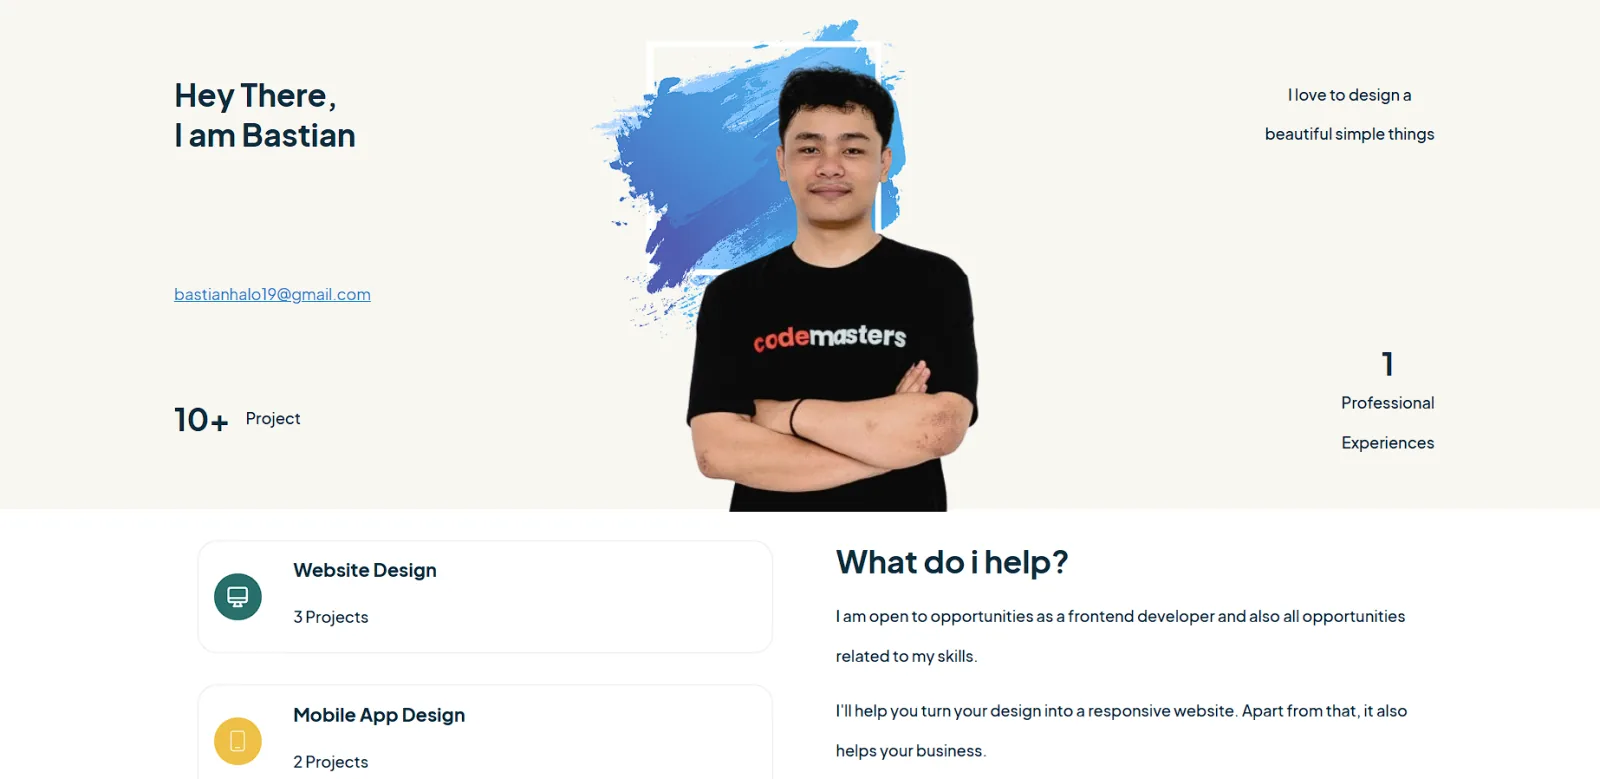 Hey There,
I am Bastian
I love to design a
beautiful simple things
bastianhalo19@gmail.com
codemasters
10+ Project
1
Professional
Experiences
Website Design
3 Projects
Mobile App Design
2 Projects
What do i help?
I am open to opportunities as a frontend developer and also all opportunities
related to my skills.
I'll help you turn your design into a responsive website. Apart from that, it also
helps your business.